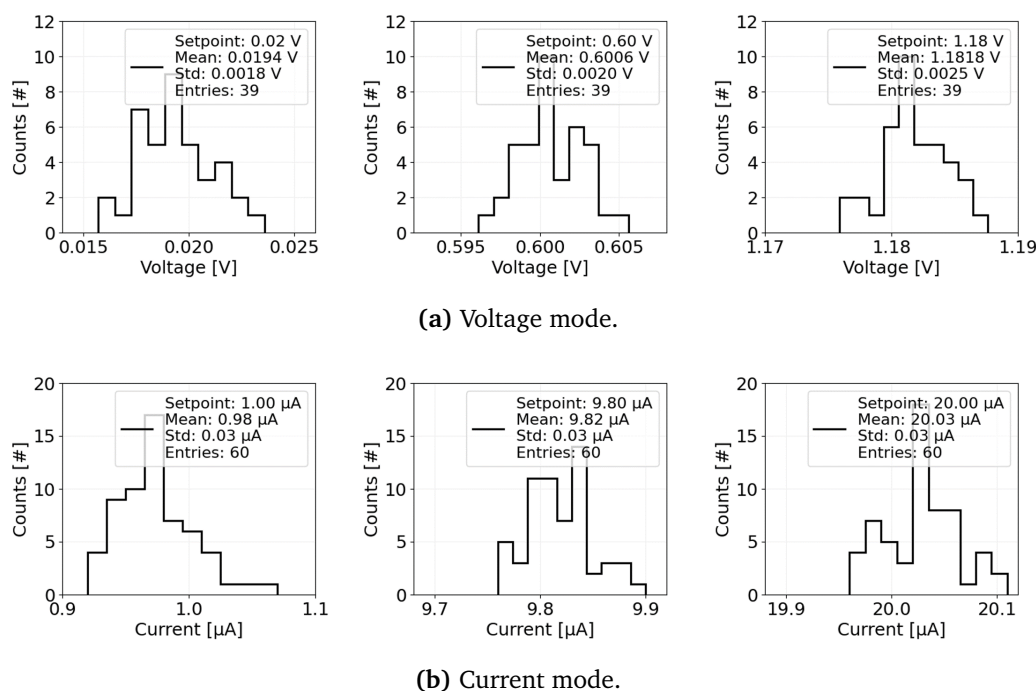 12
10
8
6
4
2
0
Counts [#]
Setpoint: 0.02 V
Mean: 0.0194 V
Std: 0.0018 V
Entries: 39
0.015
0.020
0.025
Voltage [V]
12
10
8
6
4
2
0
Counts [#]
Setpoint: 0.60 V
Mean: 0.6006 V
Std: 0.0020 V
Entries: 39
0.595
0.600
0.605
Voltage [V]
12
10
8
6
4
2
0
Counts [#]
Setpoint: 1.18 V
Mean: 1.1818 V
Std: 0.0025 V
Entries: 39
1.17
1.18
1.19
Voltage [V]
(a) Voltage mode.
20
15
10
5
0
Counts [#]
Setpoint: 1.00 µA
Mean: 0.98 µA
Std: 0.03 µA
Entries: 60
0.9
1.0
1.1
Current [µA]
20
15
10
5
0
Counts [#]
Setpoint: 9.80 µA
Mean: 9.82 µA
Std: 0.03 µA
Entries: 60
9.7
9.8
9.9
Current [µA]
20
15
10
5
0
Counts [#]
Setpoint: 20.00 µA
Mean: 20.03 µA
Std: 0.03 µA
Entries: 60
19.9
20.0
20.1
Current [µA]
(b) Current mode.